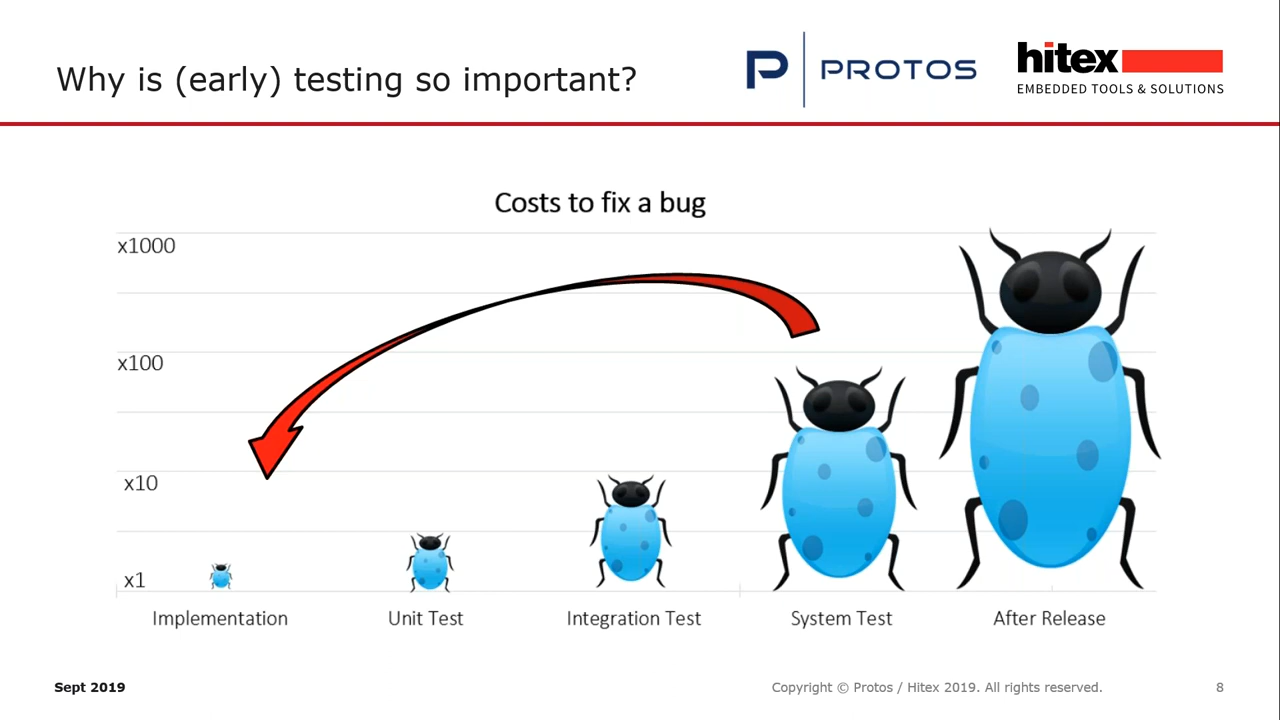 Why is (early) testing so important?
P PROTOS
hitex
EMBEDDED TOOLS & SOLUTIONS
Costs to fix a bug
x1000
x100
x10
x1
Implementation Unit Test Integration Test System Test After Release
Sept 2019 Copyright © Protos / Hitex 2019. All rights reserved. 8